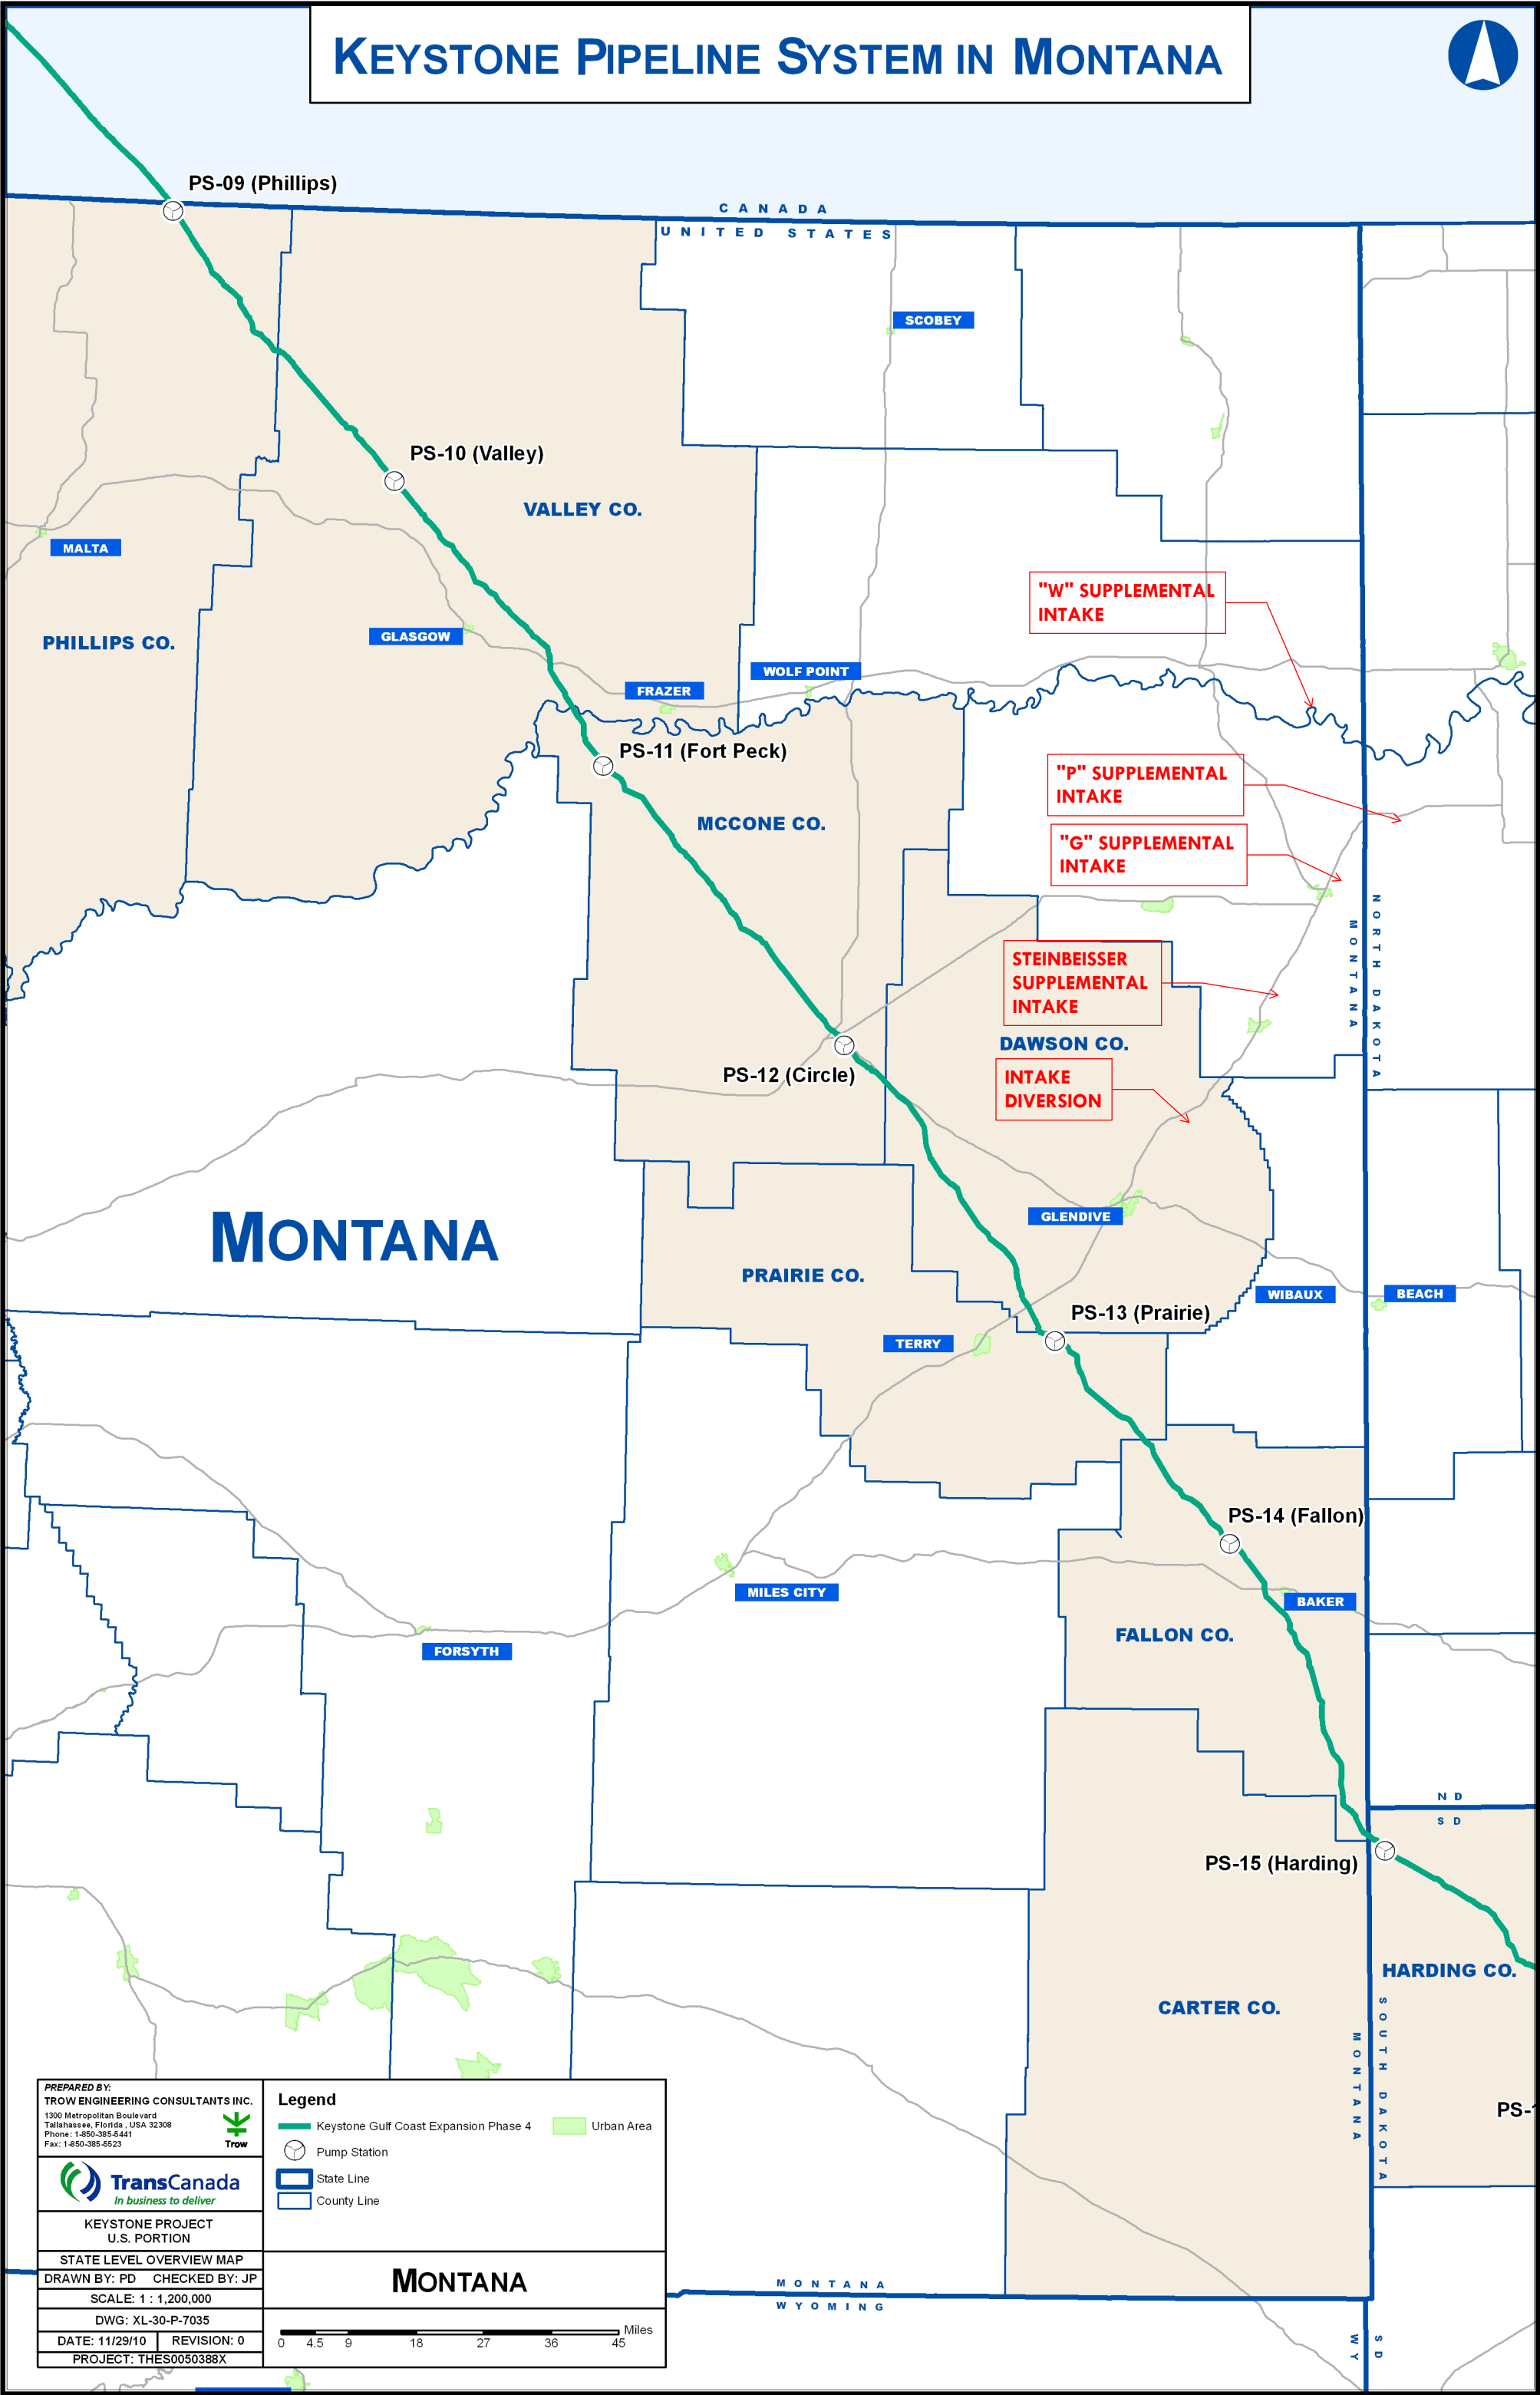 KEYSTONE PIPELINE SYSTEM IN MONTANA
PS-09 (Phillips)
CANADA
UNITED STATES
SCOBEY
PS-10 (Valley)
VALLEY CO.
MALTA
"W" SUPPLEMENTAL
INTAKE
PHILLIPS CO.
GLASGOW
WOLF POINT
FRAZER
PS-11 (Fort Peck)
"P" SUPPLEMENTAL
INTAKE
MCCONE CO.
"G" SUPPLEMENTAL
INTAKE
MONTANA
NORTH DAKOTA
STEINBEISSER
SUPPLEMENTAL
INTAKE
DAWSON CO.
PS-12 (Circle)
INTAKE
DIVERSION
GLENDIVE
MONTANA
PRAIRIE CO.
WIBAUX
BEACH
PS-13 (Prairie)
TERRY
PS-14 (Fallon)
MILES CITY
BAKER
FALLON CO.
FORSYTH
ND
SD
PS-15 (Harding)
HARDING CO.
CARTER CO.
MONTANA
SOUTH DAKOTA
PS-
PREPARED BY:
TROW ENGINEERING CONSULTANTS INC.
1300 Metropolitan Boulevard
Tallahassee, Florida , USA 32308
Phone: 1-850-385-5441
Fax: 1-850-385-5523
Trow
TransCanada
In business to deliver
KEYSTONE PROJECT
U.S. PORTION
STATE LEVEL OVERVIEW MAP
DRAWN BY: PD CHECKED BY: JP
SCALE: 1 : 1,200,000
DWG: XL-30-P-7035
DATE: 11/29/10 REVISION: 0
PROJECT: THES0050388X
Legend
Keystone Gulf Coast Expansion Phase 4
Urban Area
Pump Station
State Line
County Line
MONTANA
Miles
0 4.5 9 18 27 36 45
MONTANA
WYOMING
WY
SD